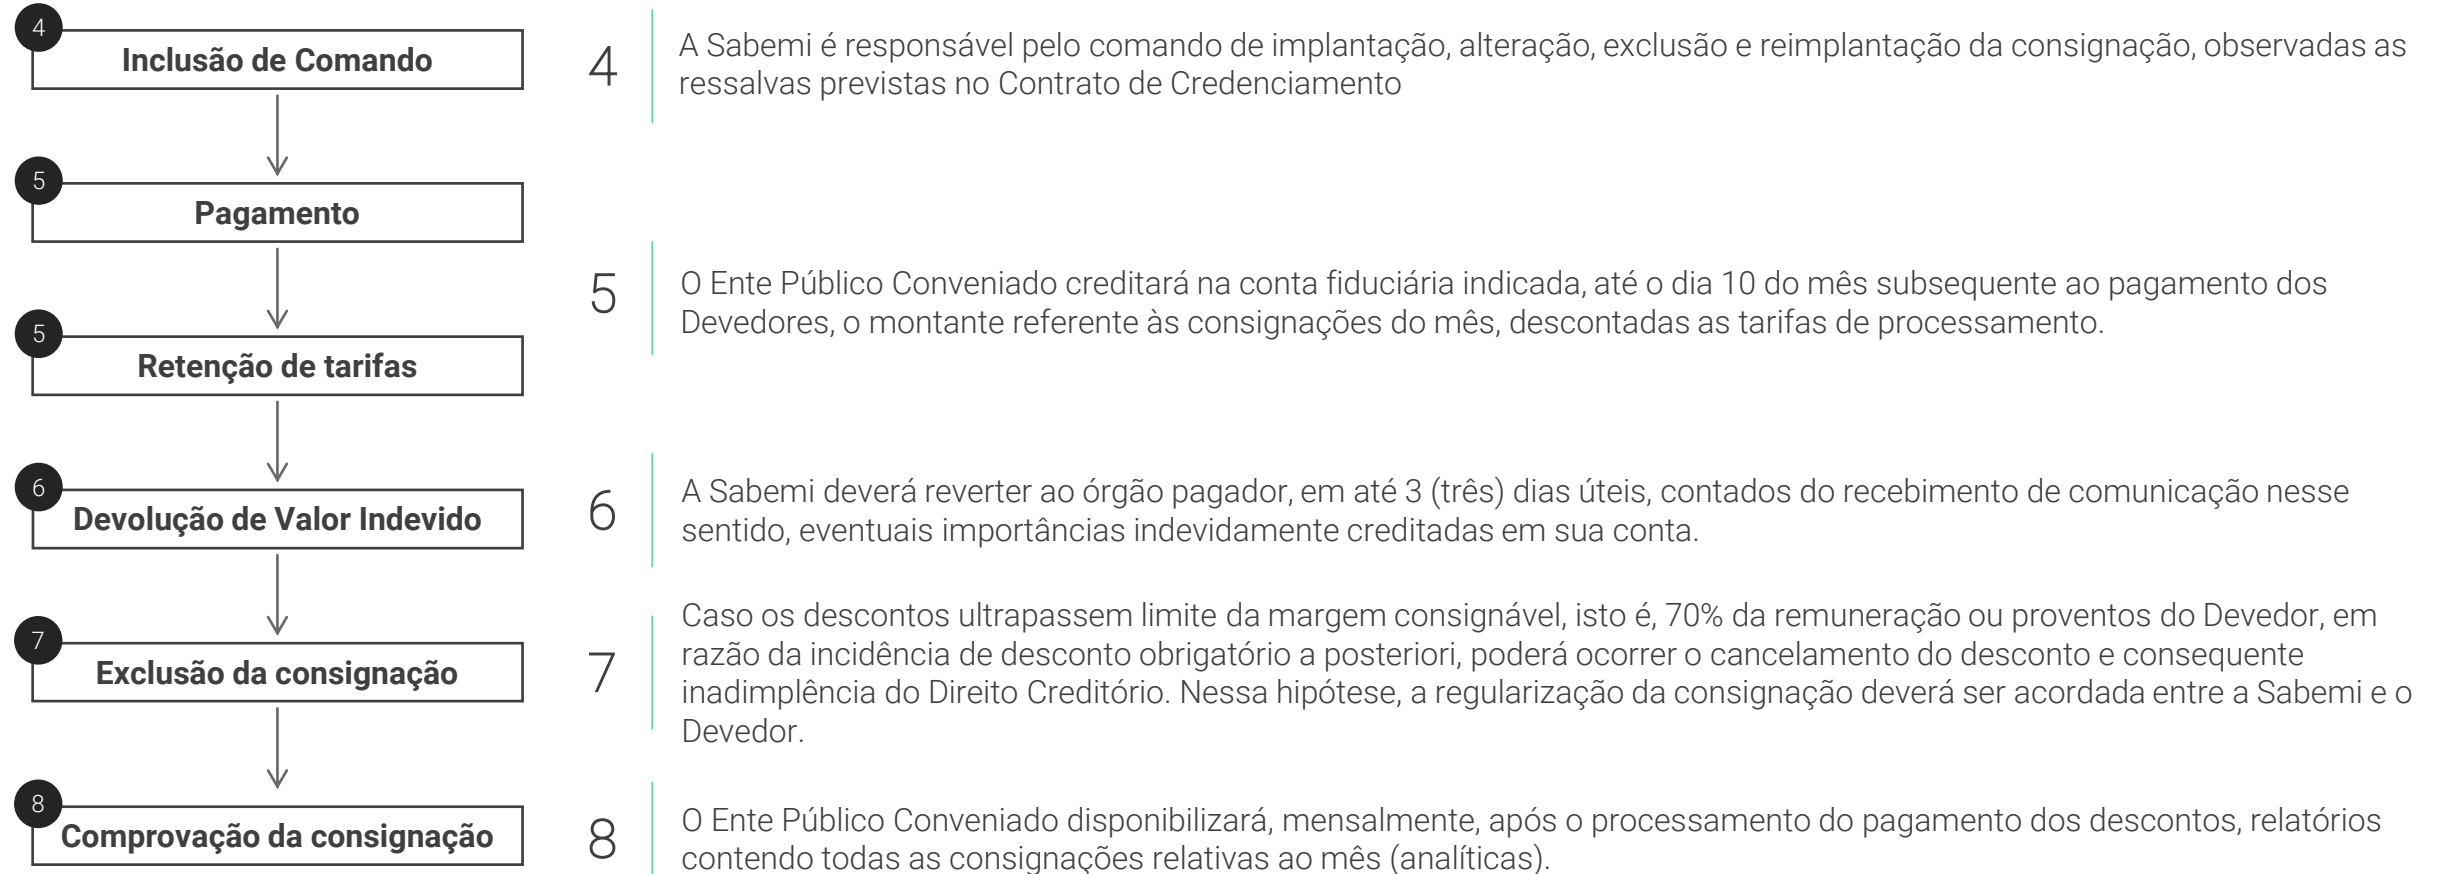 4
Inclusão de Comando
5
Pagamento
5
Retenção de tarifas
6
Devolução de Valor Indevido
7
Exclusão da consignação
8
Comprovação da consignação
4
A Sabemi é responsável pelo comando de implantação, alteração, exclusão e reimplantação da consignação, observadas as
ressalvas previstas no Contrato de Credenciamento
5
O Ente Público Conveniado creditará na conta fiduciária indicada, até o dia 10 do mês subsequente ao pagamento dos
Devedores, o montante referente às consignações do mês, descontadas as tarifas de processamento.
6
A Sabemi deverá reverter ao órgão pagador, em até 3 (três) dias úteis, contados do recebimento de comunicação nesse
sentido, eventuais importâncias indevidamente creditadas em sua conta.
7
Caso os descontos ultrapassem limite da margem consignável, isto é, 70% da remuneração ou proventos do Devedor, em
razão da incidência de desconto obrigatório a posteriori, poderá ocorrer o cancelamento do desconto e consequente
inadimplência do Direito Creditório. Nessa hipótese, a regularização da consignação deverá ser acordada entre a Sabemi e o
Devedor.
8
O Ente Público Conveniado disponibilizará, mensalmente, após o processamento do pagamento dos descontos, relatórios
contendo todas as consignações relativas ao mês (analíticas).